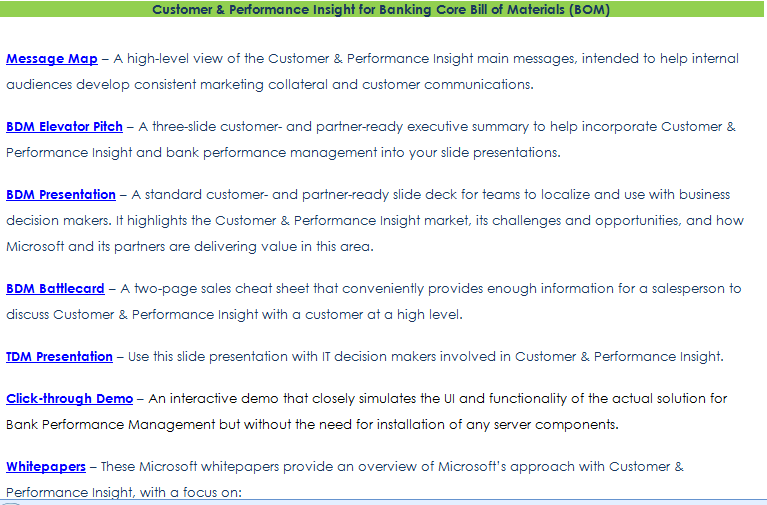 Customer & Performance Insight for Banking Core Bill of Materials (BOM)
Message Map – A high-level view of the Customer & Performance Insight main messages, intended to help internal
audiences develop consistent marketing collateral and customer communications.
BDM Elevator Pitch – A three-slide customer- and partner-ready executive summary to help incorporate Customer &
Performance Insight and bank performance management into your slide presentations.
BDM Presentation – A standard customer- and partner-ready slide deck for teams to localize and use with business
decision makers. It highlights the Customer & Performance Insight market, its challenges and opportunities, and how
Microsoft and its partners are delivering value in this area.
BDM Battlecard – A two-page sales cheat sheet that conveniently provides enough information for a salesperson to
discuss Customer & Performance Insight with a customer at a high level.
TDM Presentation – Use this slide presentation with IT decision makers involved in Customer & Performance Insight.
Click-through Demo – An interactive demo that closely simulates the UI and functionality of the actual solution for
Bank Performance Management but without the need for installation of any server components.
Whitepapers – These Microsoft whitepapers provide an overview of Microsoft's approach with Customer &
Performance Insight, with a focus on: